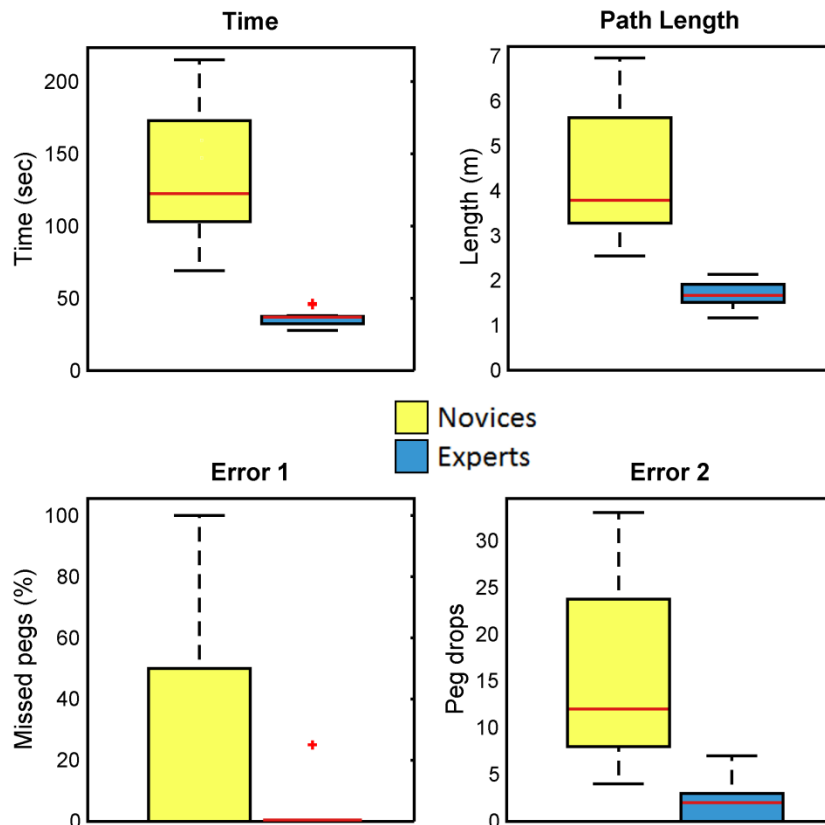 Time
Time (sec)
200
150
100
50
0
Path Length
Length (m)
7
6
5
4
3
2
1
0
Novices
Experts
Error 1
Missed pegs (%)
100
80
60
40
20
0
Error 2
Peg drops
30
25
20
15
10
5
0